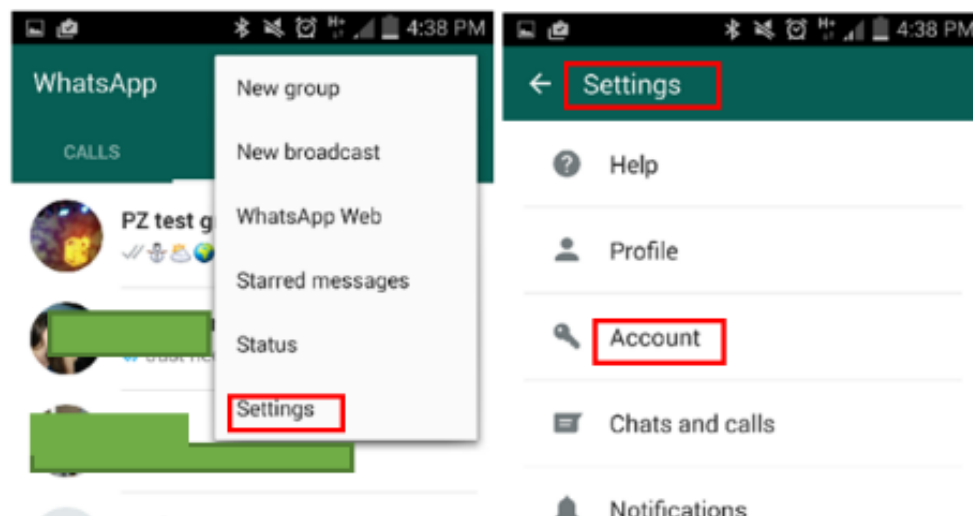 H+
4:38 PM
WhatsApp
CALLS
New group
New broadcast
WhatsApp Web
Starred messages
Status
Settings
PZ test g
H+
4:38 PM
Settings
Help
Profile
Account
Chats and calls
Notifications